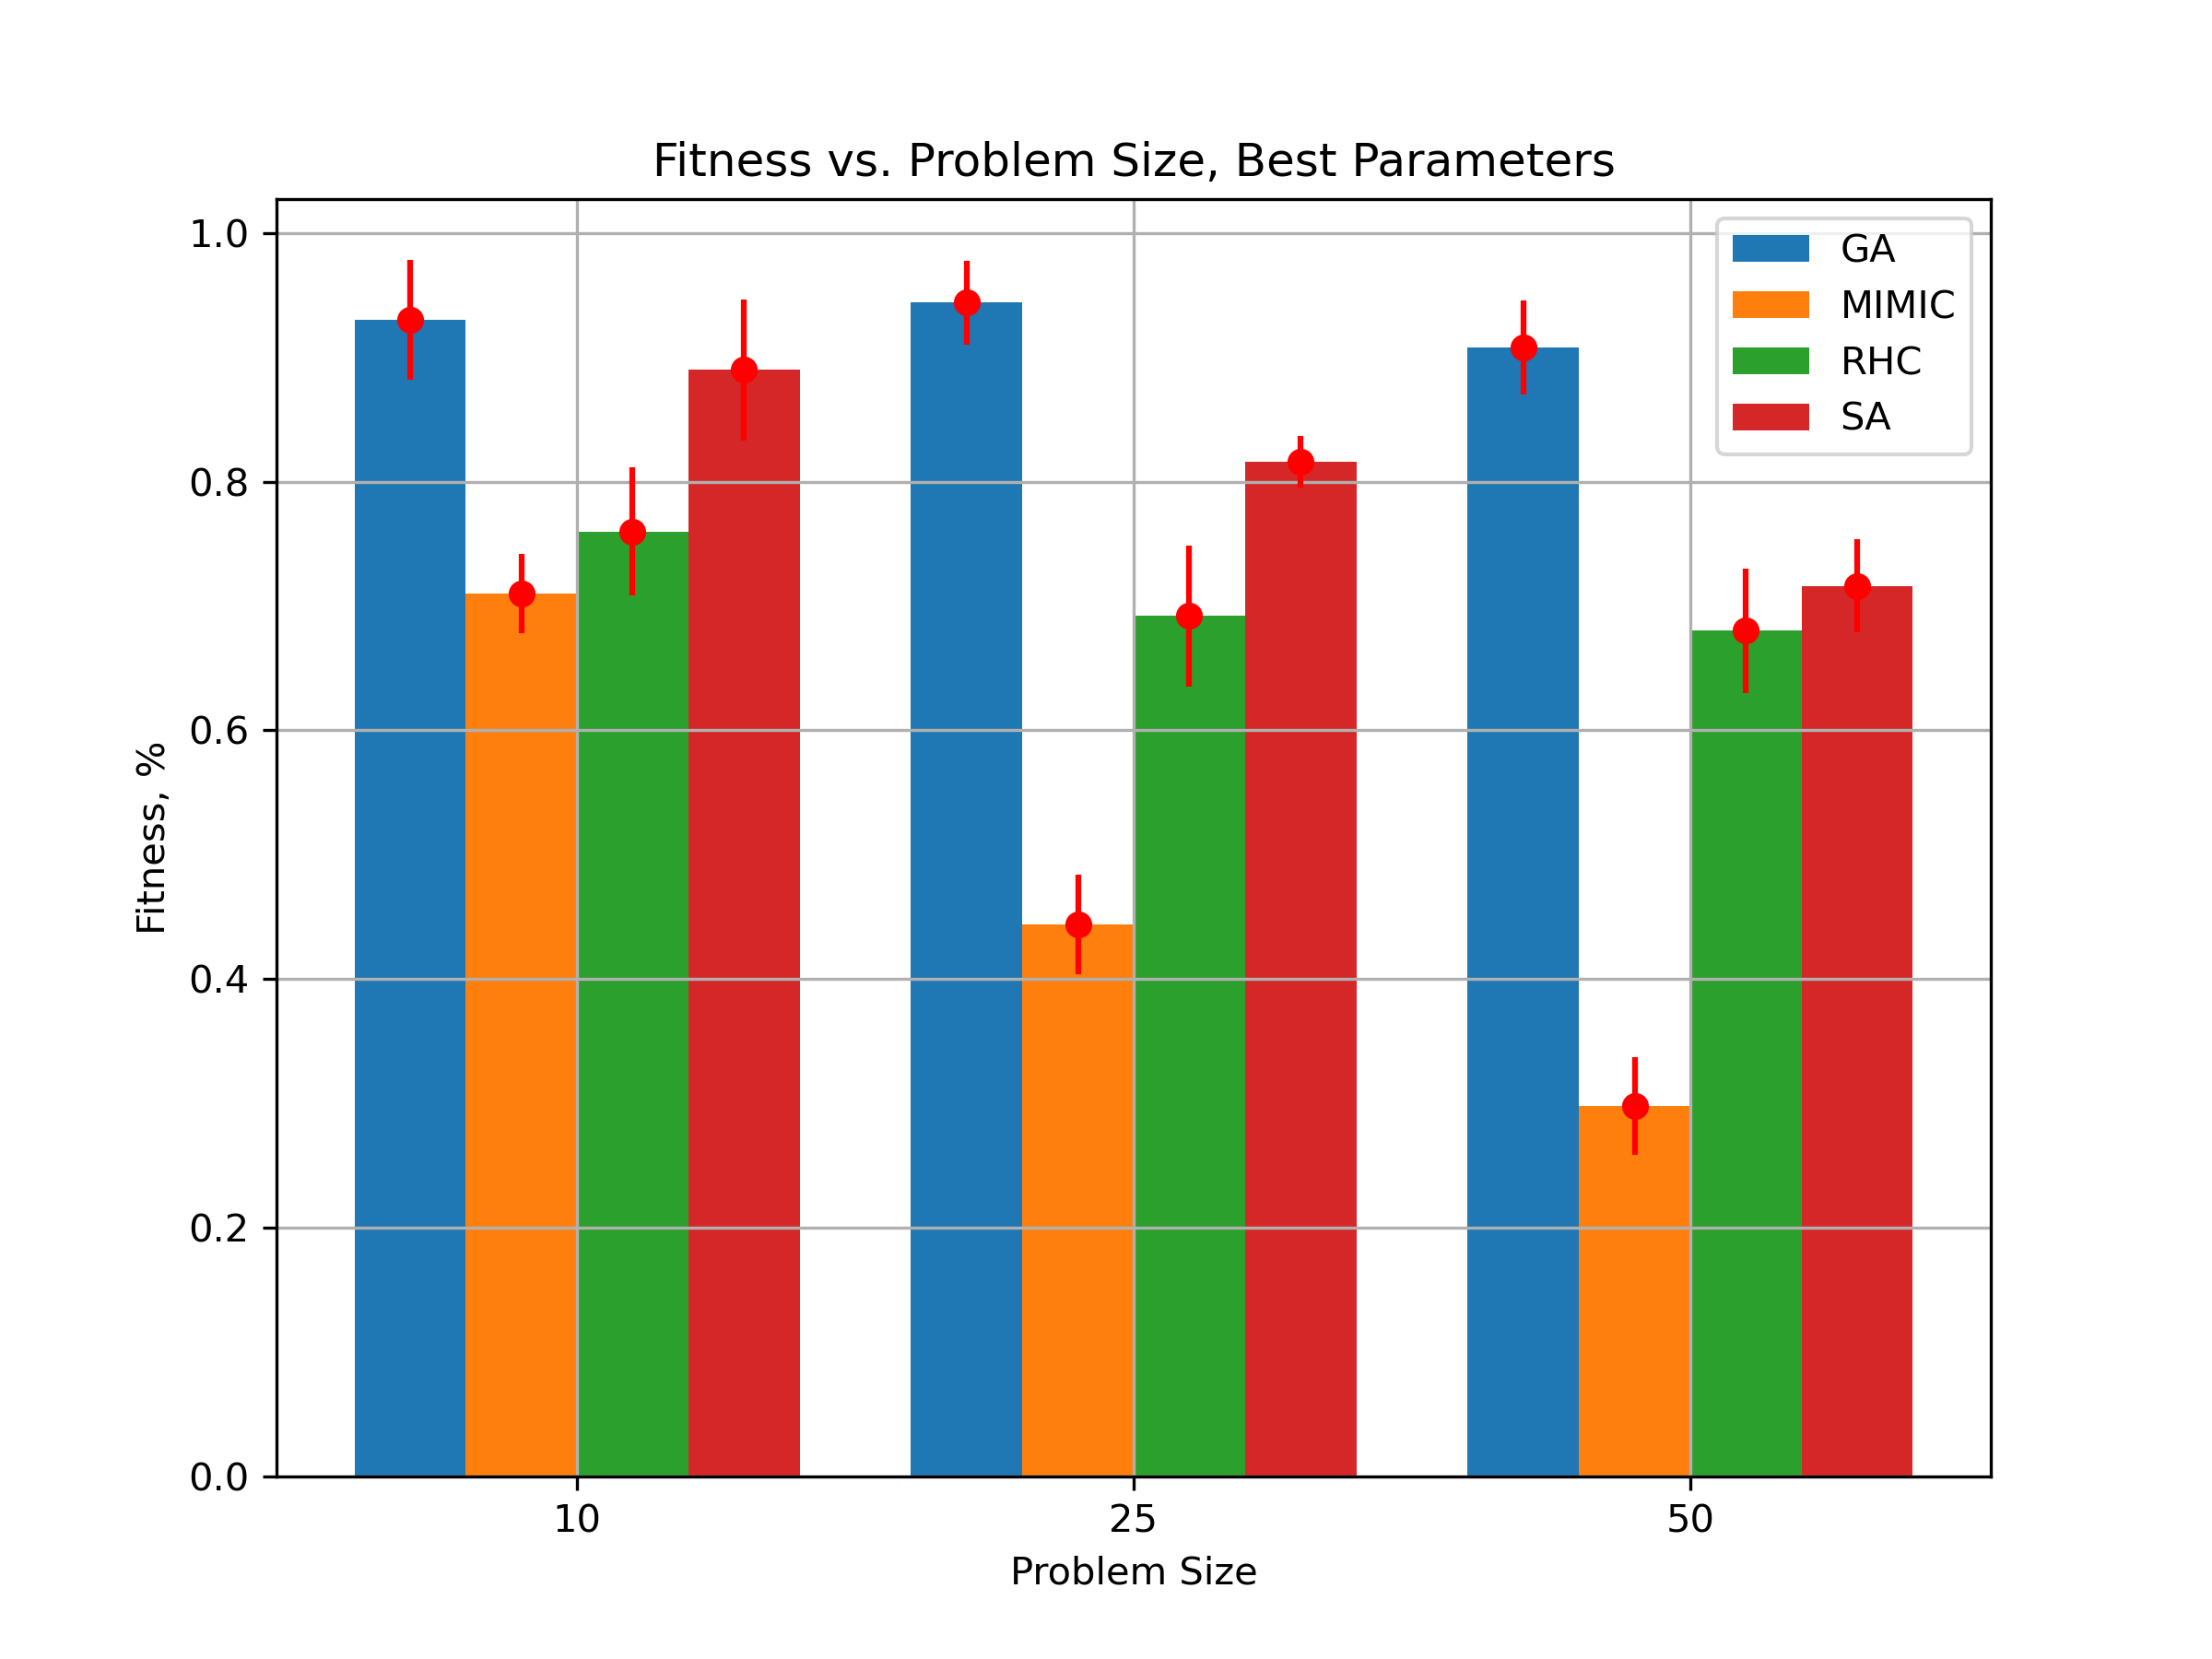 Fitness vs. Problem Size, Best Parameters
1.0
0.8
0.6
0.4
0.2
0.0
Fitness, %
GA
MIMIC
RHC
SA
10
25
50
Problem Size